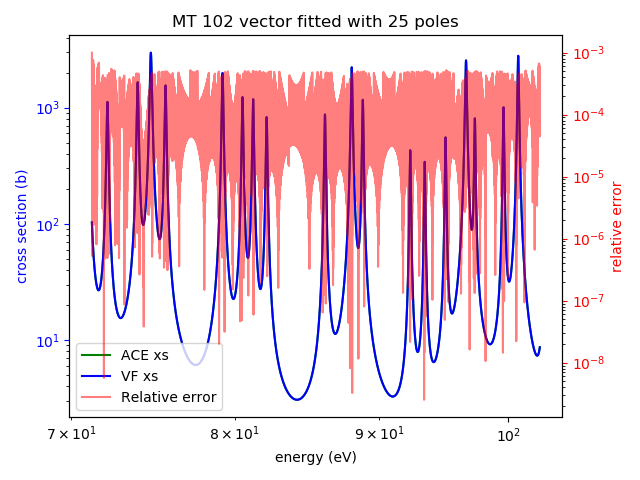 MT 102 vector fitted with 25 poles
10³
10²
10¹
cross section (b)
10⁻³
10⁻⁴
10⁻⁵
10⁻⁶
10⁻⁷
10⁻⁸
relative error
ACE xs
VF xs
Relative error
7 × 10¹
8 × 10¹
9 × 10¹
10²
energy (eV)